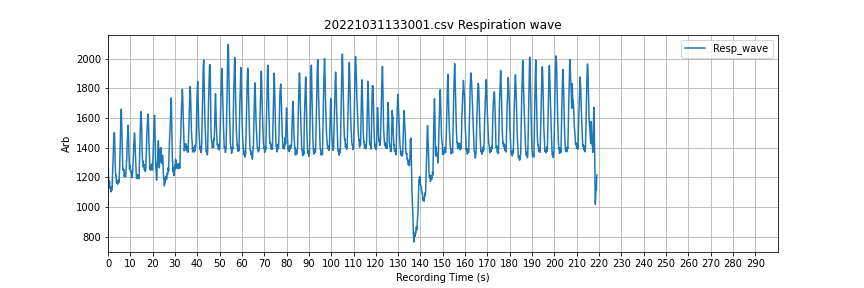 20221031133001.csv Respiration wave
Resp_wave
2000
1800
1600
1400
1200
1000
800
Arb
0 10 20 30 40 50 60 70 80 90 100 110 120 130 140 150 160 170 180 190 200 210 220 230 240 250 260 270 280 290
Recording Time (s)